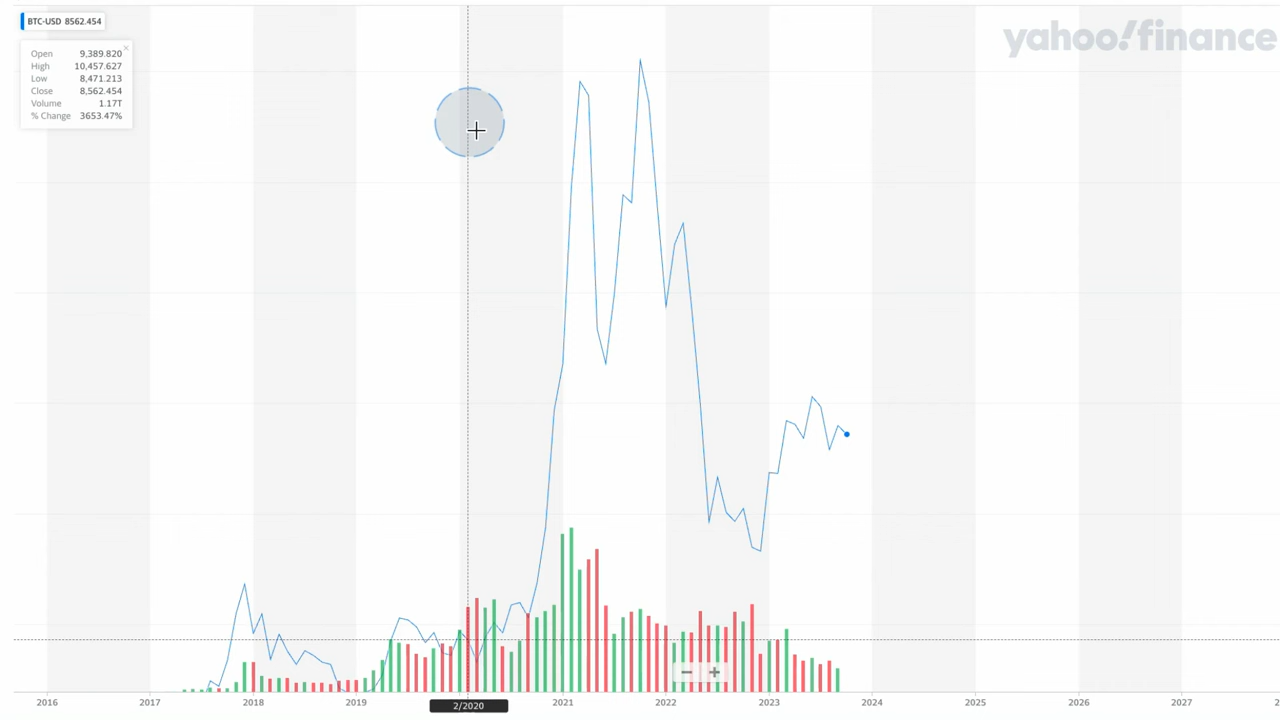 BTC-USD 8562.454
yahoo!finance
Open 9,389.820
High 10,457.627
Low 8,471.213
Close 8,562.454
Volume 1.17T
% Change 3653.47%
2016 2017 2018 2019 2/2020 2021 2022 2023 2024 2025 2026 2027